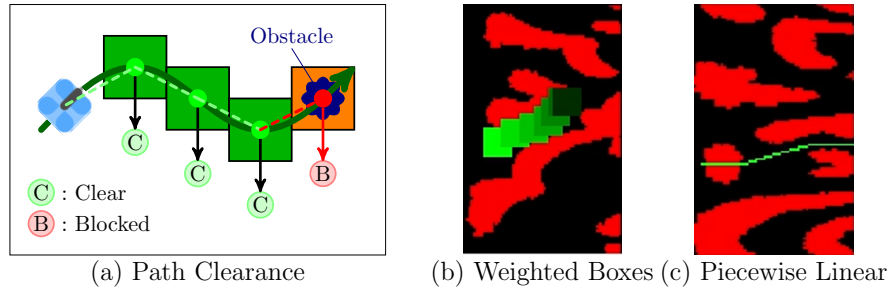 Obstacle
C
C
C
B
C : Clear
B : Blocked
(a) Path Clearance
(b) Weighted Boxes
(c) Piecewise Linear